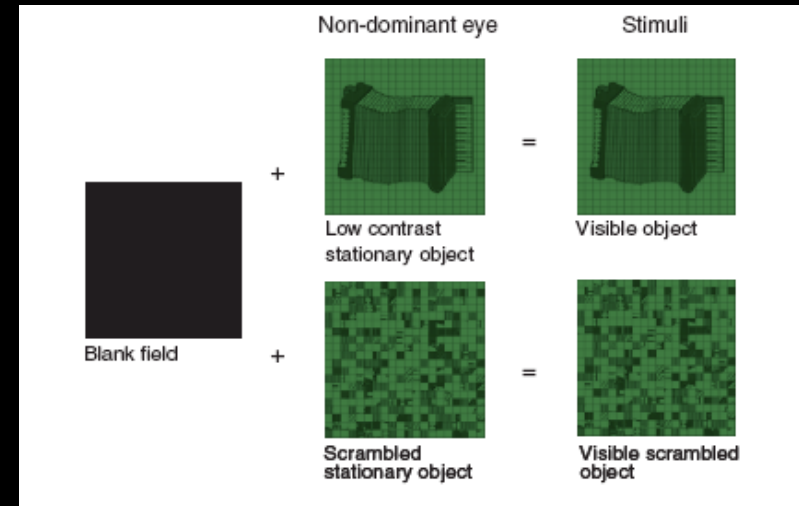 Non-dominant eye
Stimuli
+
=
Low contrast
stationary object
Visible object
Blank field
+
=
Scrambled
stationary object
Visible scrambled
object